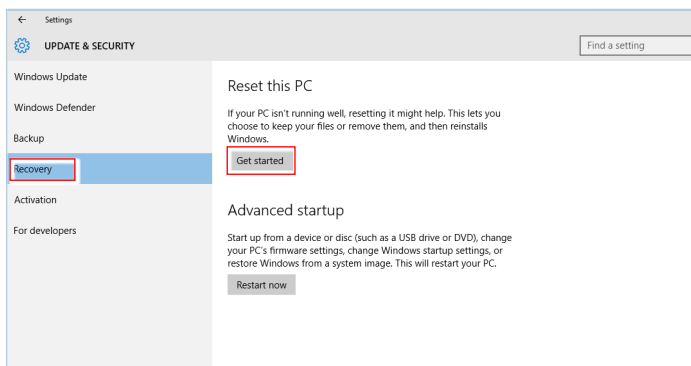 Settings
UPDATE & SECURITY
Find a setting
Windows Update
Windows Defender
Backup
Recovery
Activation
For developers
Reset this PC
If your PC isn't running well, resetting it might help. This lets you
choose to keep your files or remove them, and then reinstalls
Windows.
Get started
Advanced startup
Start up from a device or disc (such as a USB drive or DVD), change
your PC's firmware settings, change Windows startup settings, or
restore Windows from a system image. This will restart your PC.
Restart now